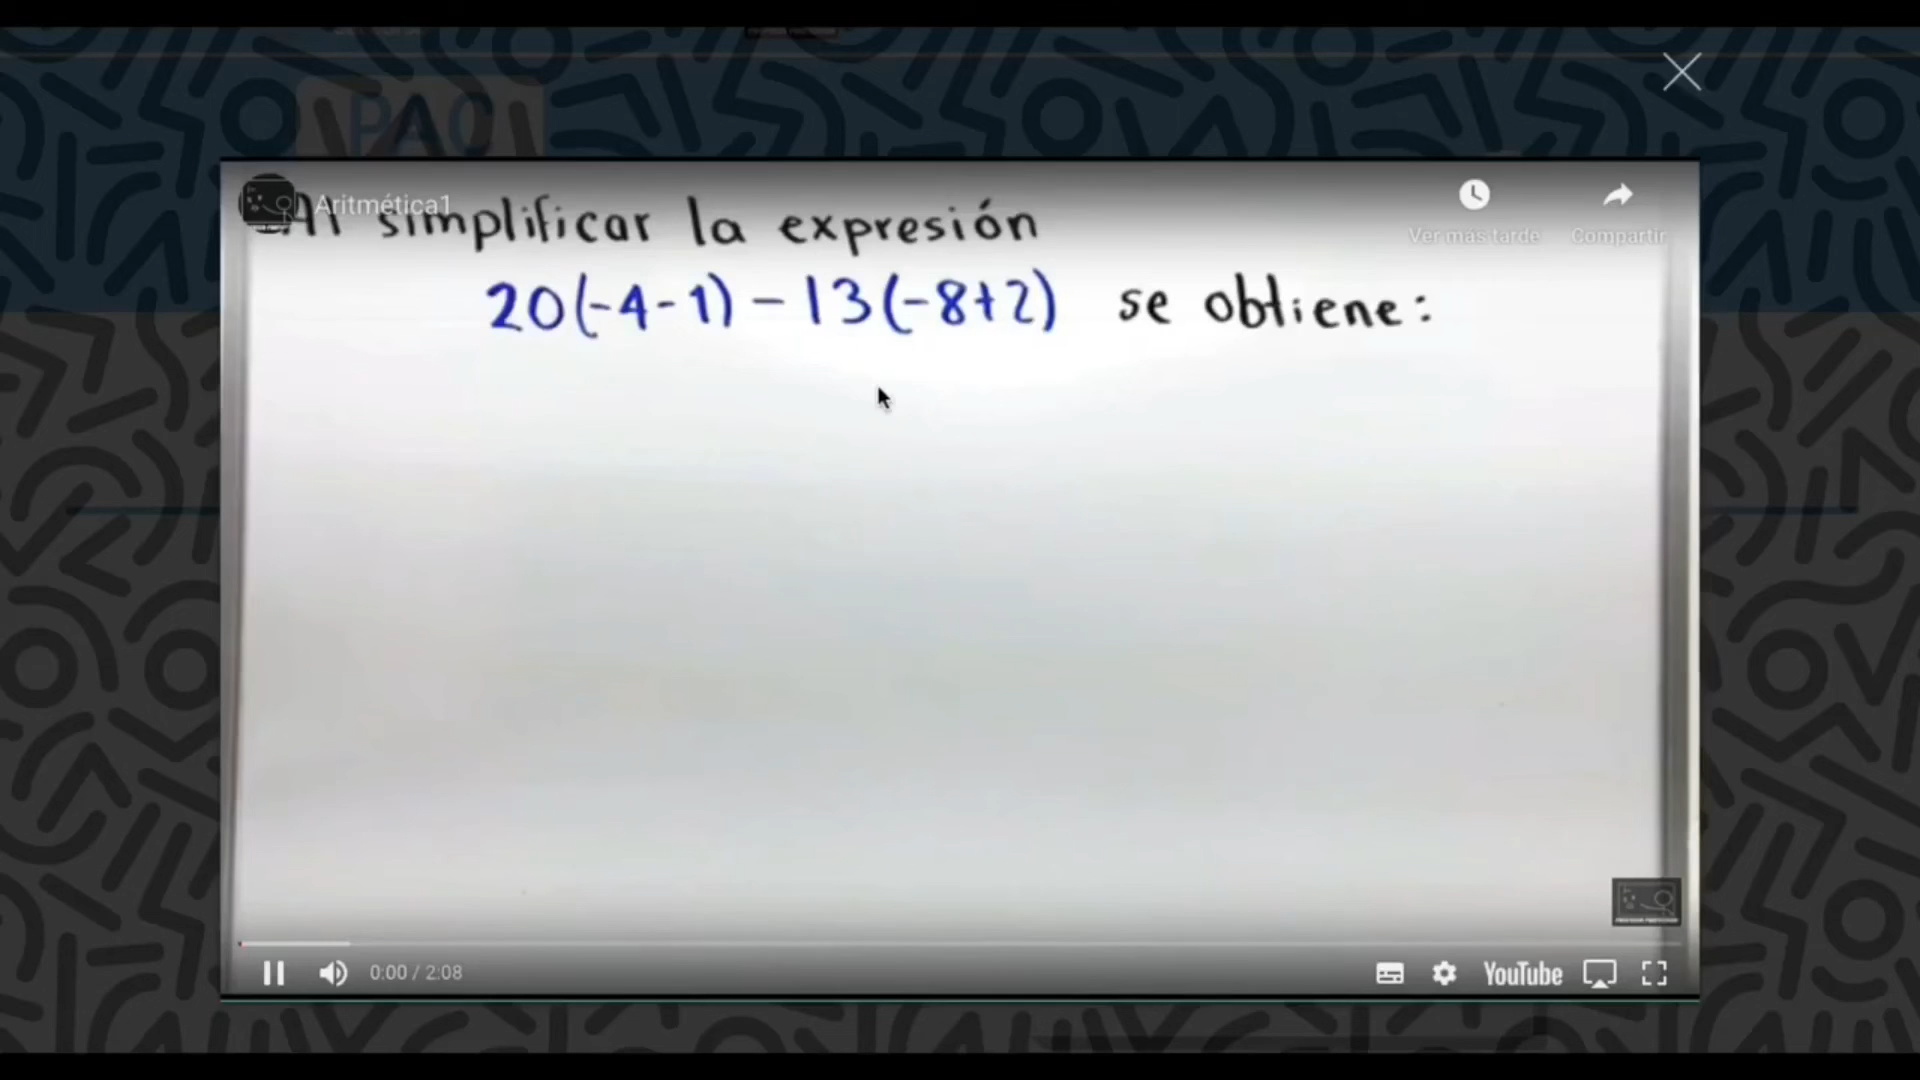 PAC
Aritmética1
Ver más tarde
Compartir
Al simplificar la expresión
20(-4-1) - 13(-8+2) se obtiene:
0:00 / 2:08
YouTube